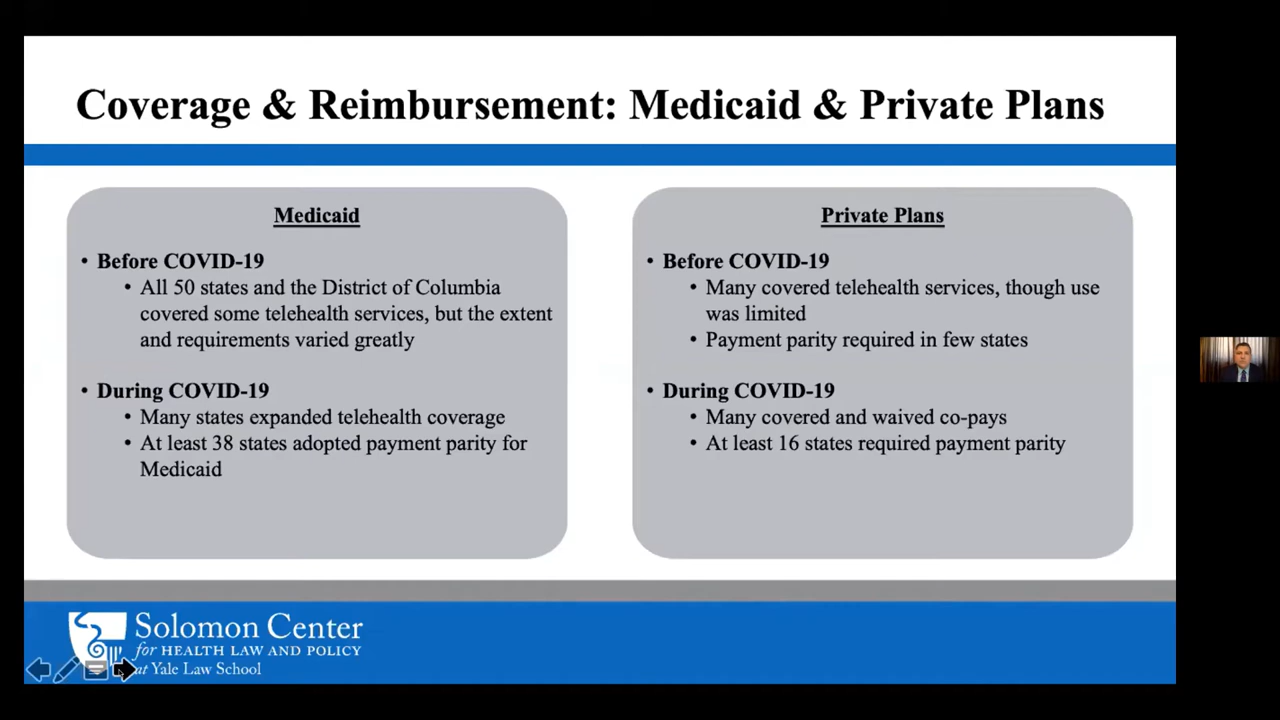 Coverage & Reimbursement: Medicaid & Private Plans
Medicaid
• Before COVID-19
• All 50 states and the District of Columbia
covered some telehealth services, but the extent
and requirements varied greatly
• During COVID-19
• Many states expanded telehealth coverage
• At least 38 states adopted payment parity for
Medicaid
Private Plans
• Before COVID-19
• Many covered telehealth services, though use
was limited
• Payment parity required in few states
• During COVID-19
• Many covered and waived co-pays
• At least 16 states required payment parity
Solomon Center
for HEALTH LAW AND POLICY
at Yale Law School